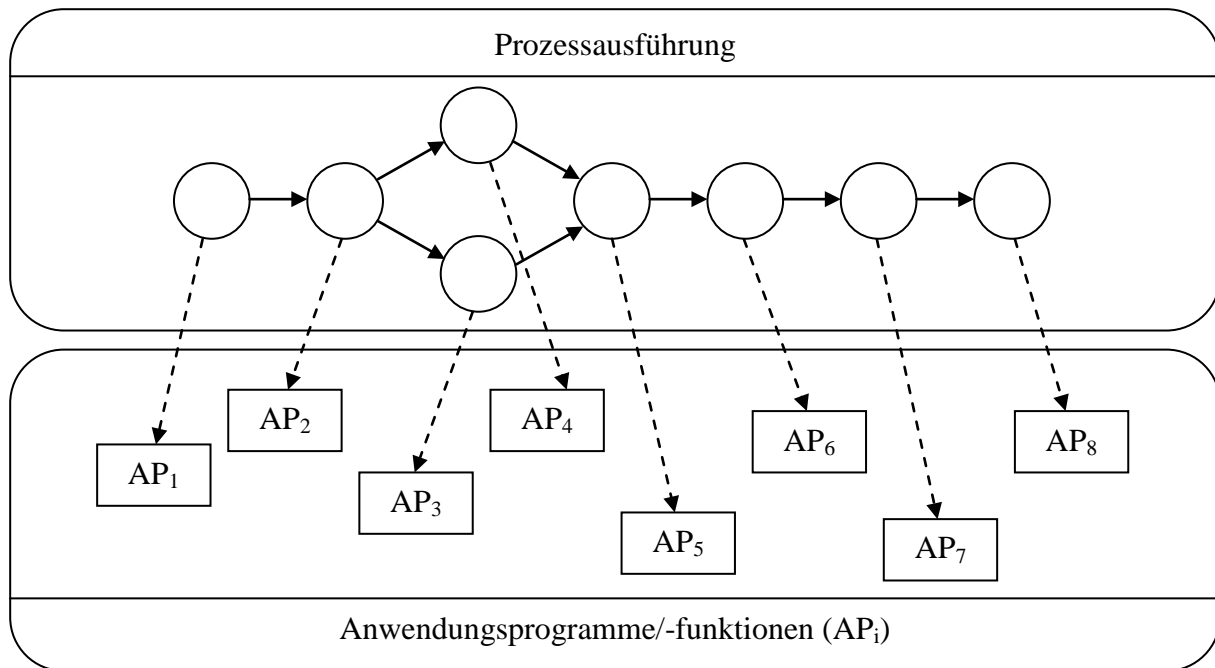 Prozessausführung
AP₁
AP₂
AP₃
AP₄
AP₅
AP₆
AP₇
AP₈
Anwendungsprogramme/-funktionen (APᵢ)